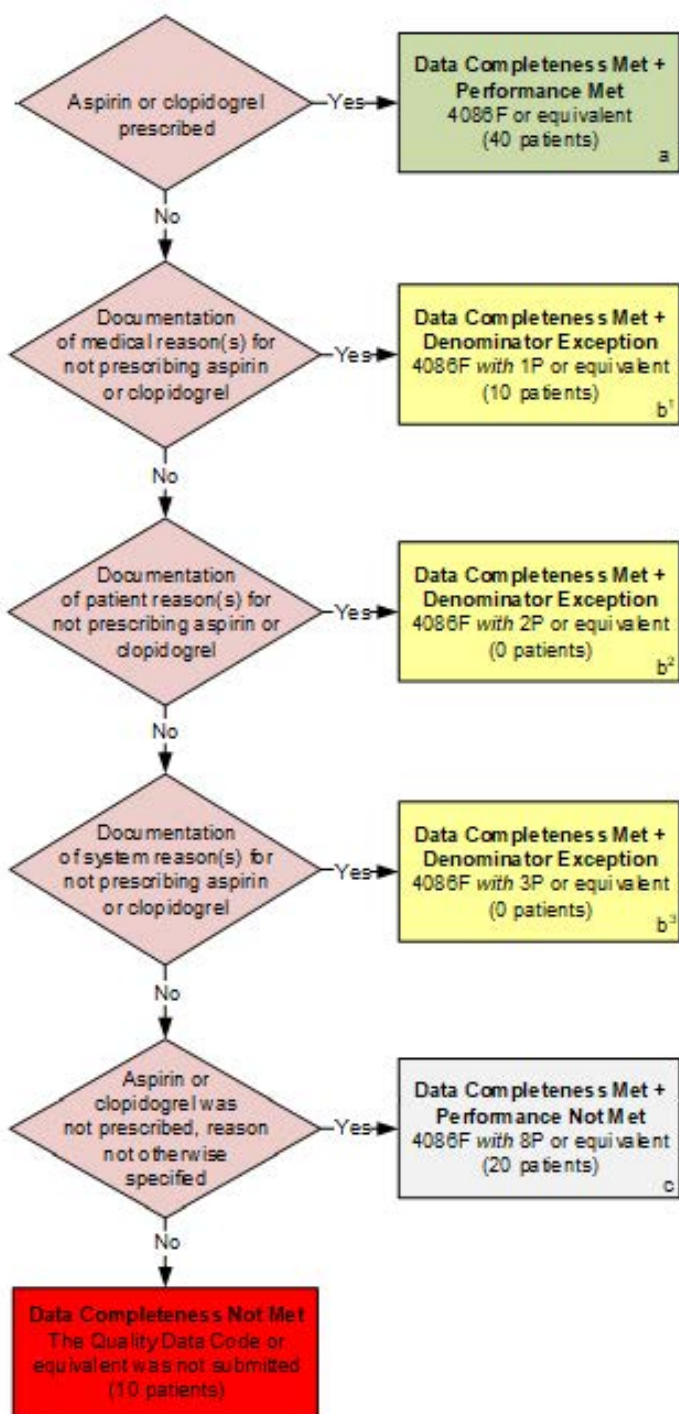 Aspirin or clopidogrel
prescribed
Yes
Data Completeness Met +
Performance Met
4086F or equivalent
(40 patients)
a
No
Documentation
of medical reason(s) for
not prescribing aspirin
or clopidogrel
Yes
Data Completeness Met +
Denominator Exception
4086F with 1P or equivalent
(10 patients)
b¹
No
Documentation
of patient reason(s) for
not prescribing aspirin or
clopidogrel
Yes
Data Completeness Met +
Denominator Exception
4086F with 2P or equivalent
(0 patients)
b²
No
Documentation
of system reason(s) for
not prescribing aspirin
or clopidogrel
Yes
Data Completeness Met +
Denominator Exception
4086F with 3P or equivalent
(0 patients)
b³
No
Aspirin or
clopidogrel was
not prescribed, reason
not otherwise
specified
Yes
Data Completeness Met +
Performance Not Met
4086F with 8P or equivalent
(20 patients)
c
No
Data Completeness Not Met
The Quality Data Code or
equivalent was not submitted
(10 patients)